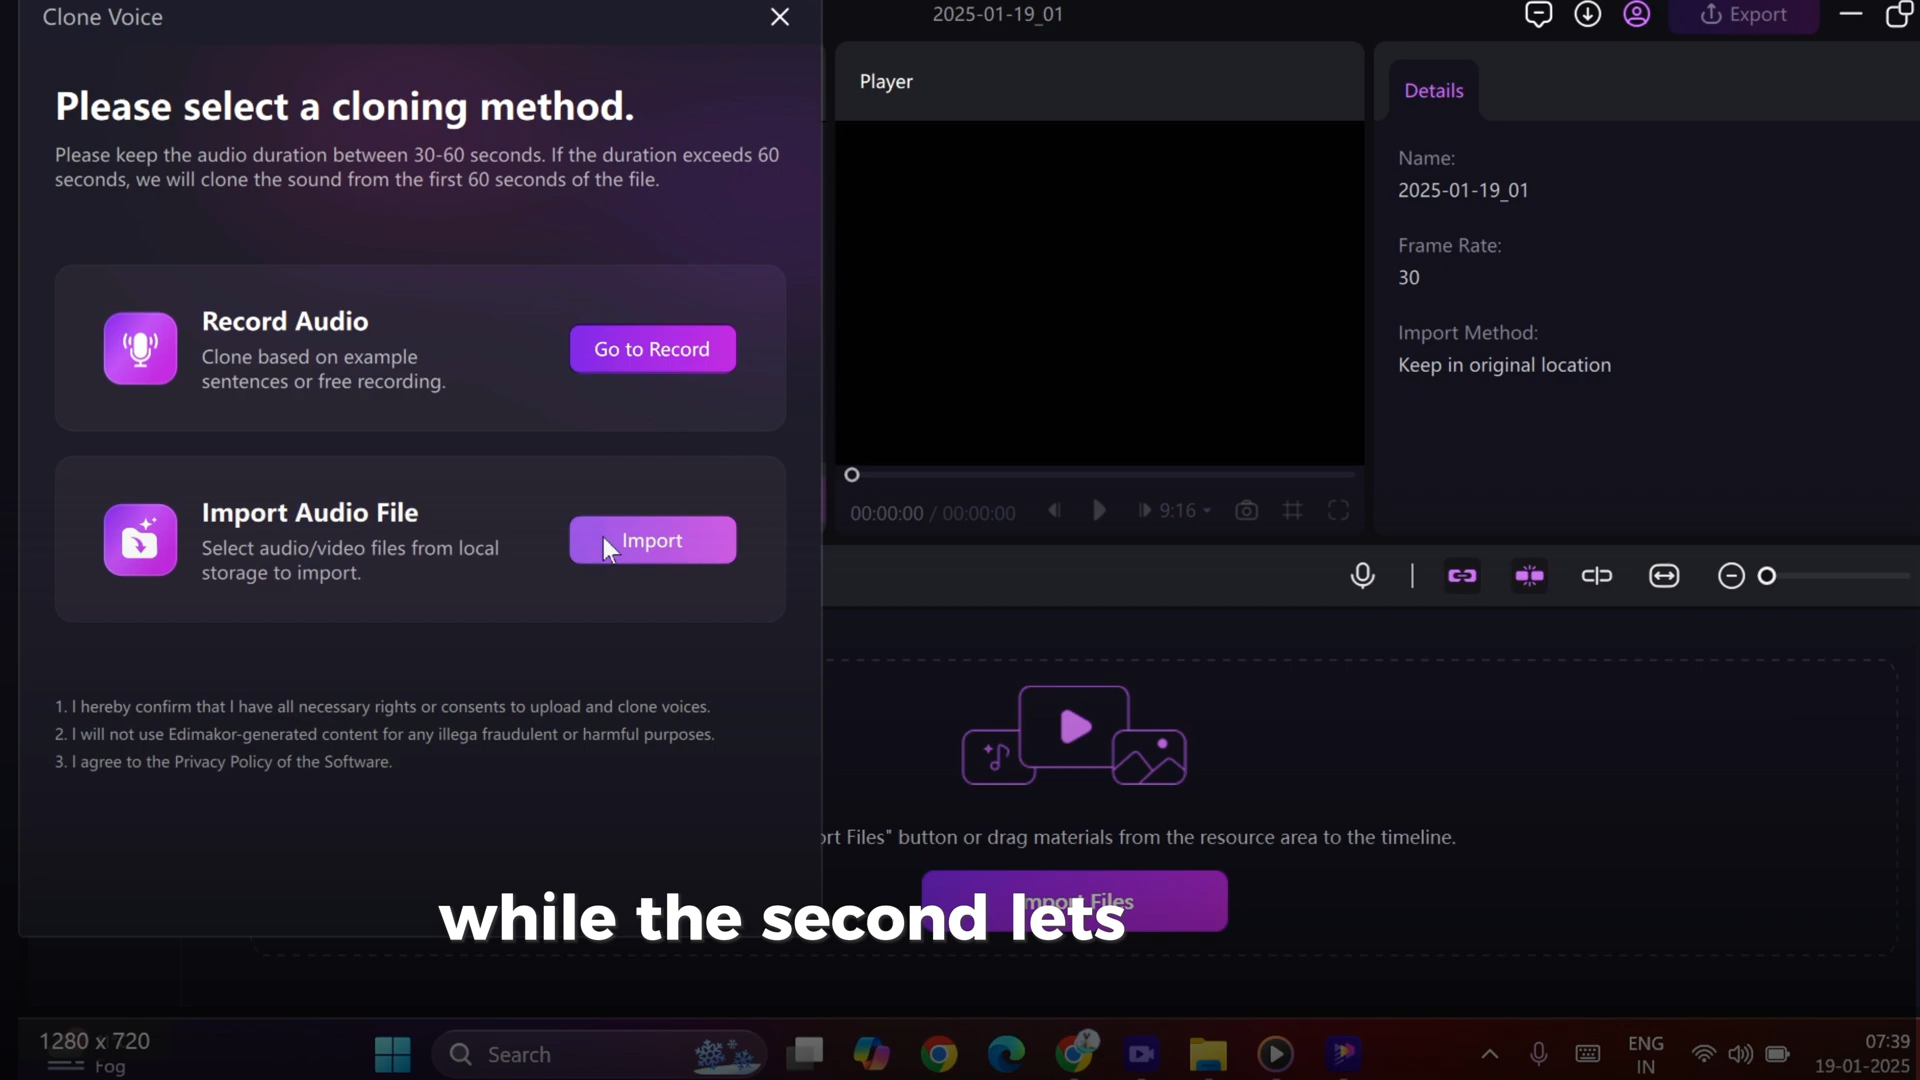 Clone Voice
2025-01-19_01
Export
Please select a cloning method.
Please keep the audio duration between 30-60 seconds. If the duration exceeds 60
seconds, we will clone the sound from the first 60 seconds of the file.
Record Audio
Clone based on example
sentences or free recording.
Go to Record
Import Audio File
Select audio/video files from local
storage to import.
Import
1. I hereby confirm that I have all necessary rights or consents to upload and clone voices.
2. I will not use Edimakor-generated content for any illega fraudulent or harmful purposes.
3. I agree to the Privacy Policy of the Software.
Player
00:00:00 / 00:00:00
9:16
Details
Name:
2025-01-19_01
Frame Rate:
30
Import Method:
Keep in original location
Files" button or drag materials from the resource area to the timeline.
Import Files
while the second lets
1280 x 720
Fog
Search
ENG
IN
07:39
19-01-2025